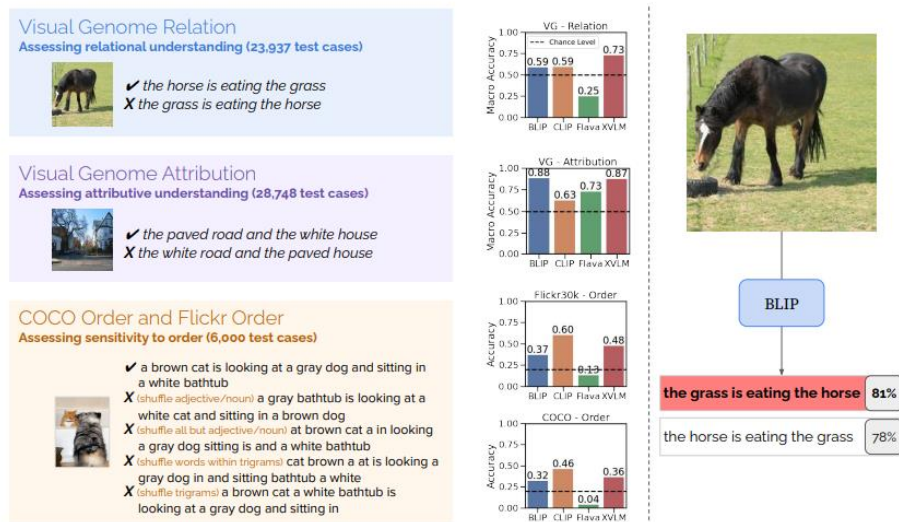 Visual Genome Relation
Assessing relational understanding (23,937 test cases)
✔ the horse is eating the grass
X the grass is eating the horse
Visual Genome Attribution
Assessing attributive understanding (28,748 test cases)
✔ the paved road and the white house
X the white road and the paved house
COCO Order and Flickr Order
Assessing sensitivity to order (6,000 test cases)
✔ a brown cat is looking at a gray dog and sitting in
a white bathtub
X (shuffle adjective/noun) a gray bathtub is looking at a
white cat and sitting in a brown dog
X (shuffle all but adjective/noun) at brown cat a in looking
a gray dog sitting is and a white bathtub
X (shuffle words within trigrams) cat brown a at is looking a
gray dog in and sitting bathtub a white
X (shuffle trigrams) a brown cat a white bathtub is
looking at a gray dog and sitting in
VG - Relation
Macro Accuracy
1.00
0.75
0.50
0.25
0.00
Chance Level
0.59 0.59 0.25 0.73
BLIP CLIP Flava XVLM
VG - Attribution
Macro Accuracy
1.00
0.75
0.50
0.25
0.00
0.88 0.63 0.73 0.87
BLIP CLIP Flava XVLM
Flickr30k - Order
Accuracy
1.00
0.75
0.50
0.25
0.00
0.37 0.60 0.13 0.48
BLIP CLIP Flava XVLM
COCO - Order
Accuracy
1.00
0.75
0.50
0.25
0.00
0.32 0.46 0.04 0.36
BLIP CLIP Flava XVLM
BLIP
the grass is eating the horse 81%
the horse is eating the grass 78%